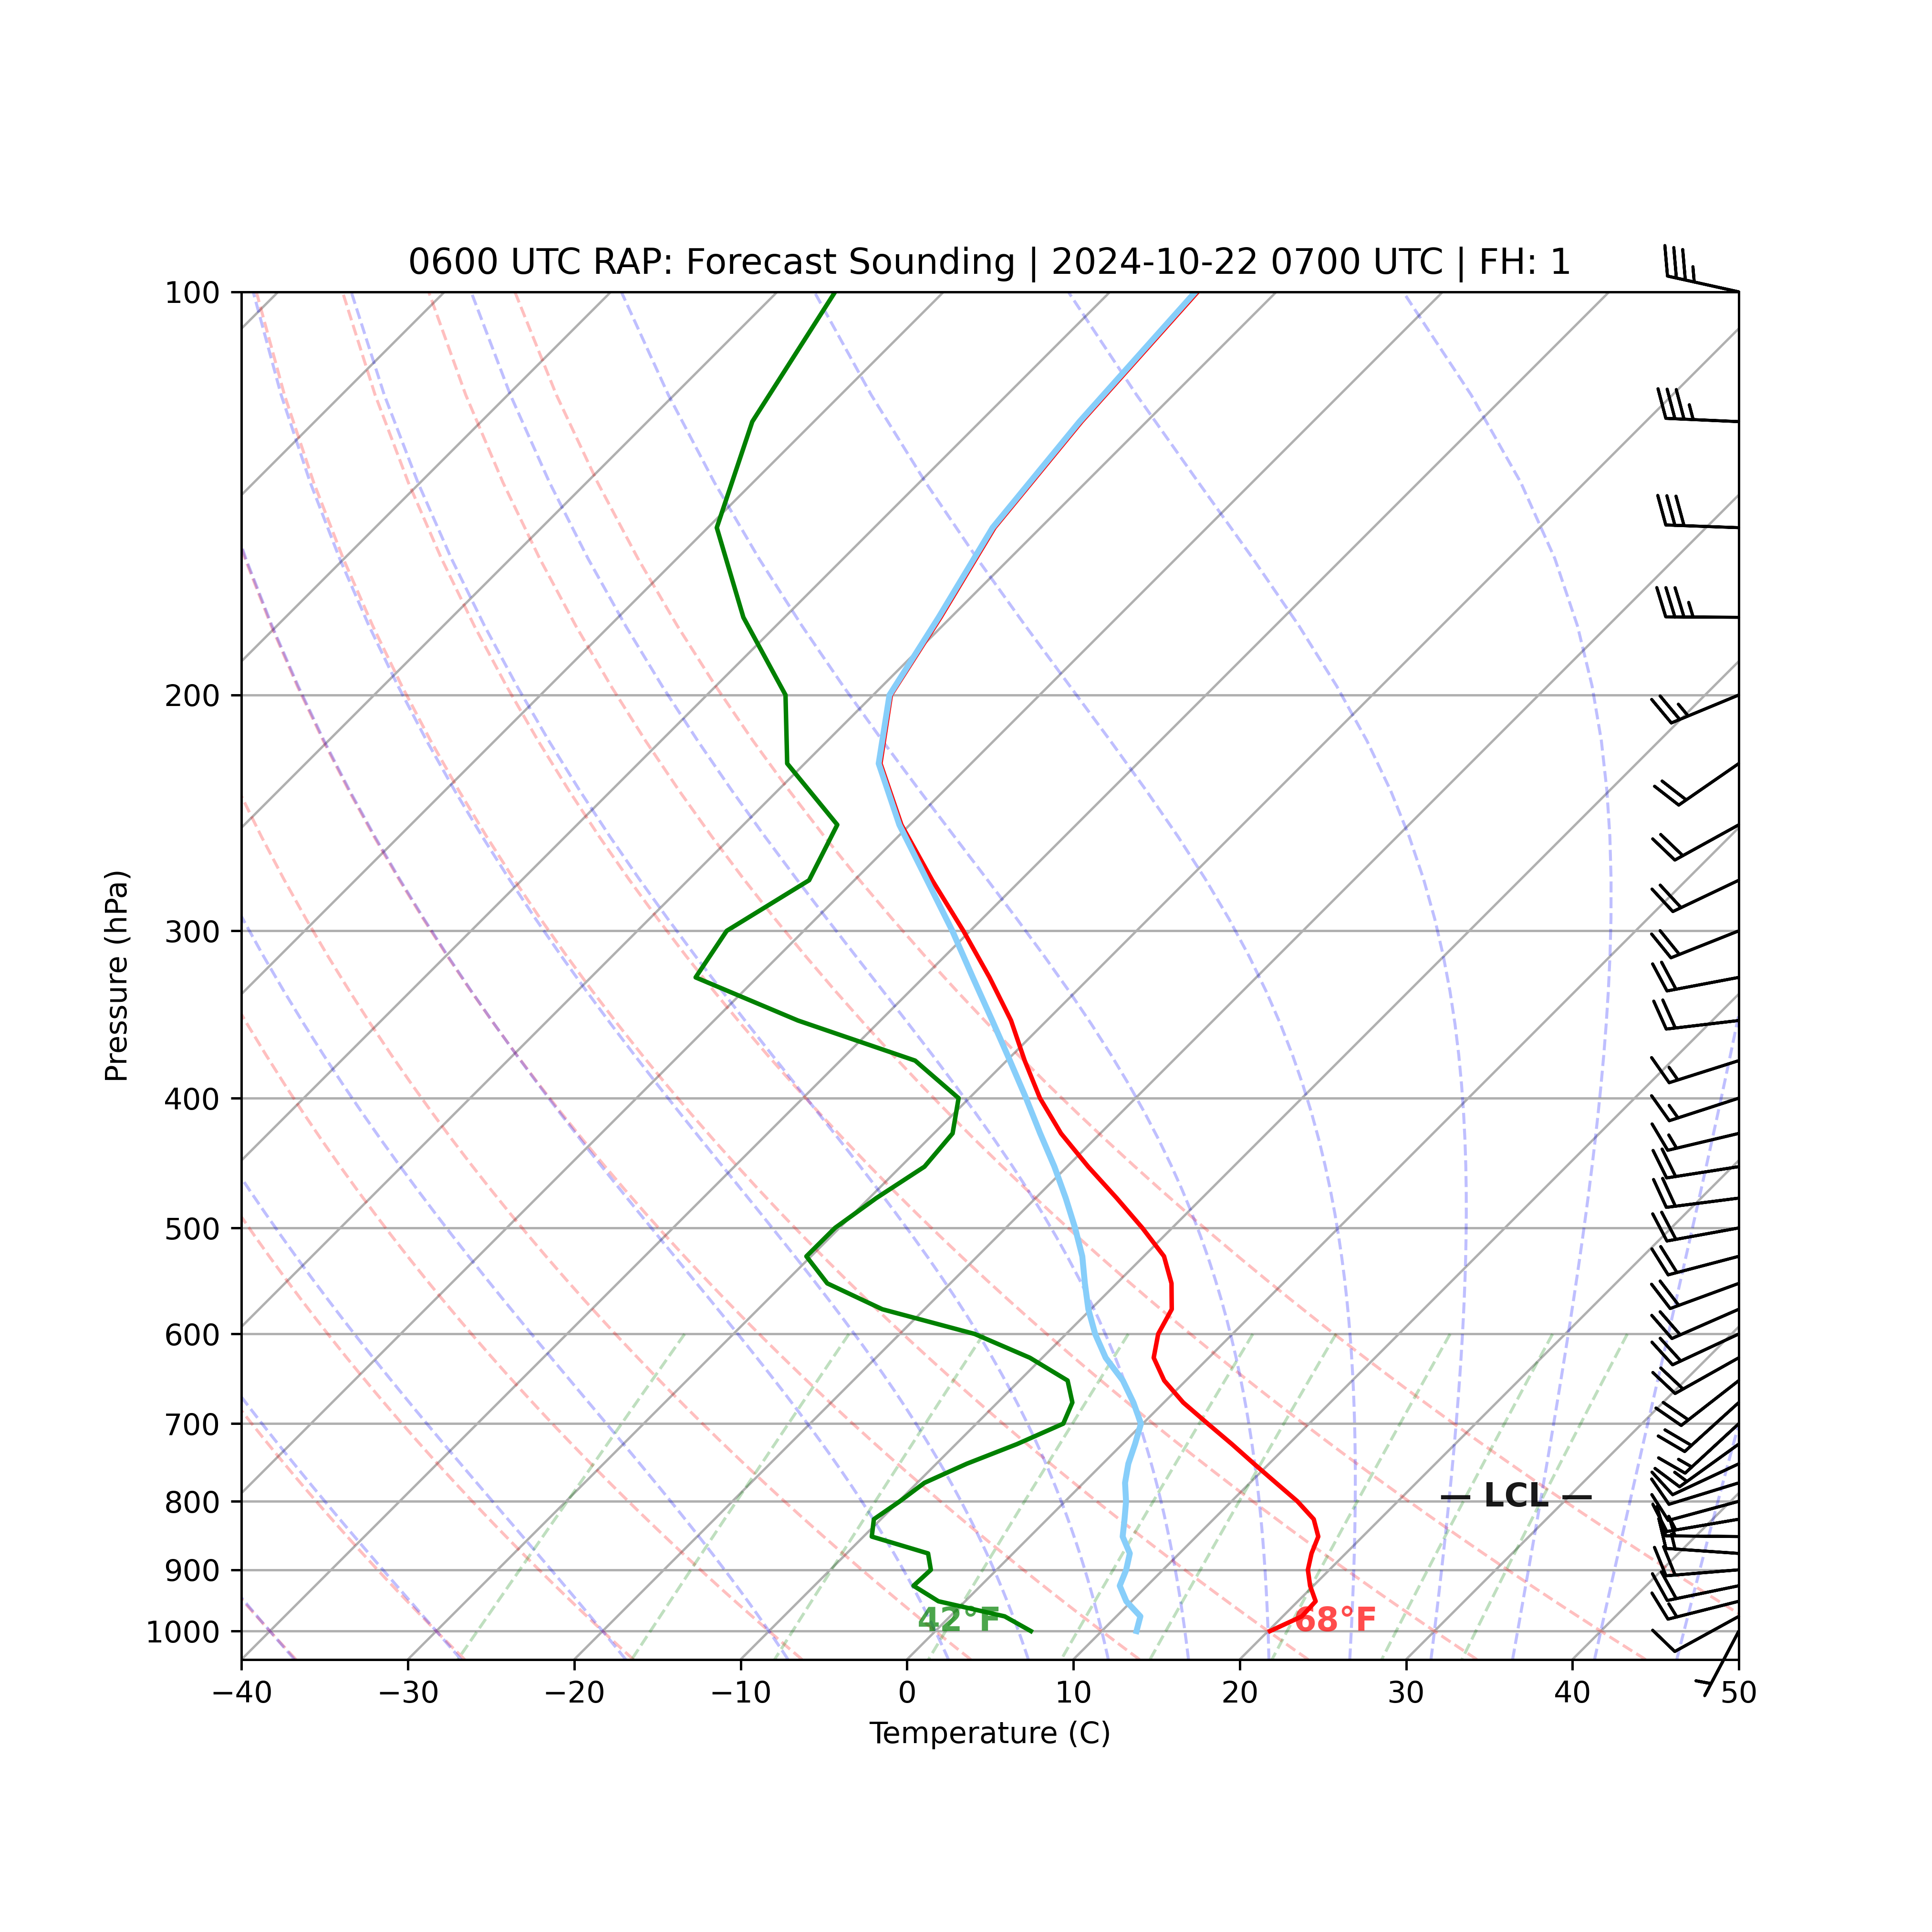 0600 UTC RAP: Forecast Sounding | 2024-10-22 0700 UTC | FH: 1
100
200
300
400
500
600
700
800
900
1000
Pressure (hPa)
— LCL —
42°F
68°F
−40 −30 −20 −10 0 10 20 30 40 50
Temperature (C)